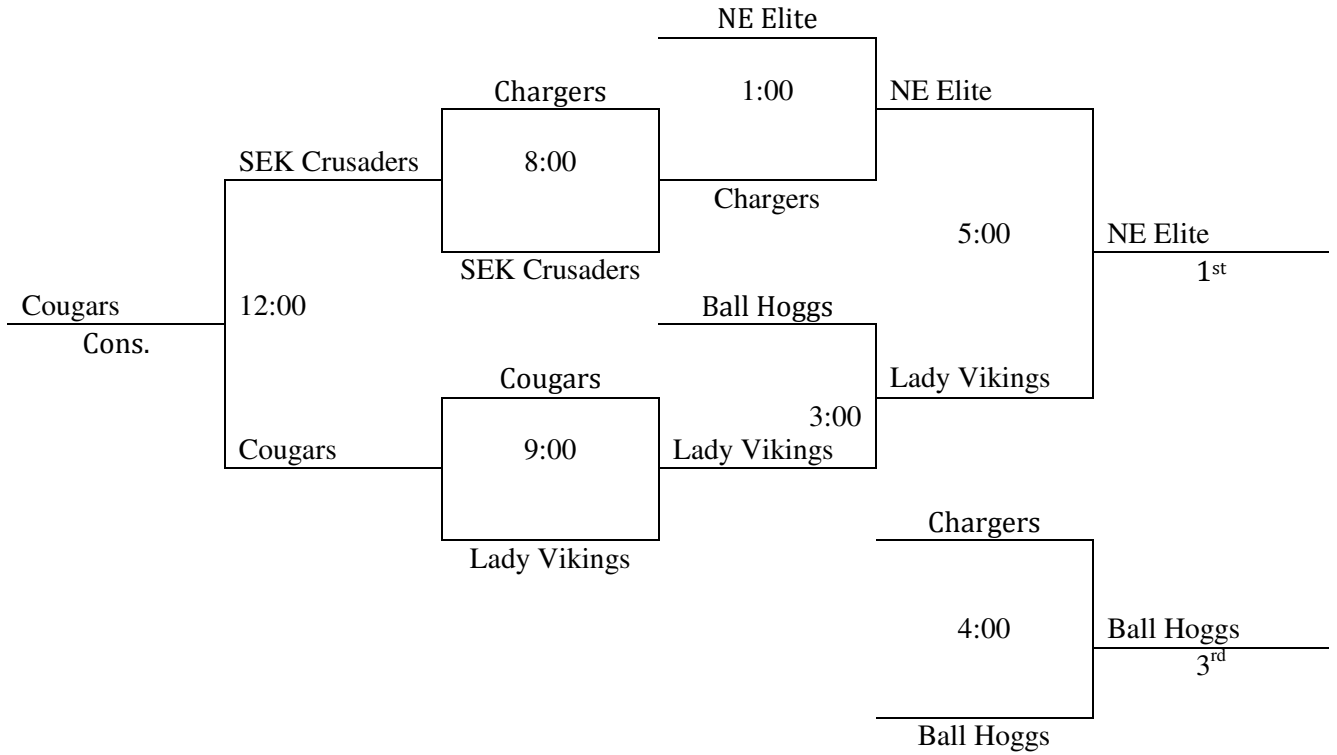 NE Elite
Chargers
1:00
NE Elite
SEK Crusaders
8:00
Chargers
5:00
NE Elite
SEK Crusaders
1st
Cougars
12:00
Ball Hoggs
Cons.
Cougars
Lady Vikings
3:00
Cougars
9:00
Lady Vikings
Chargers
Lady Vikings
4:00
Ball Hoggs
3rd
Ball Hoggs